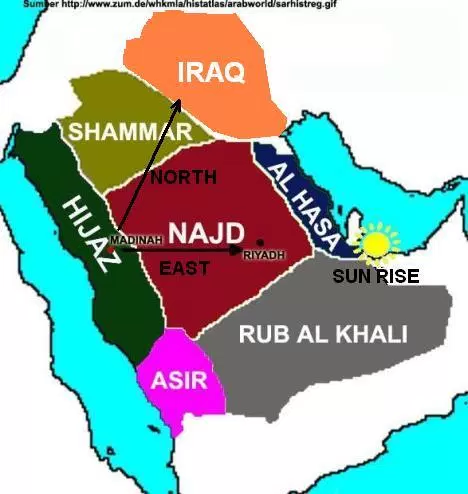 Sumber http://www.zum.de/whkmla/histatlas/arabworld/sarhistreg.gif
IRAQ
SHAMMAR
AL HASA
NORTH
HIJAZ
MADINAH
NAJD
RIYADH
EAST
SUN RISE
RUB AL KHALI
ASIR